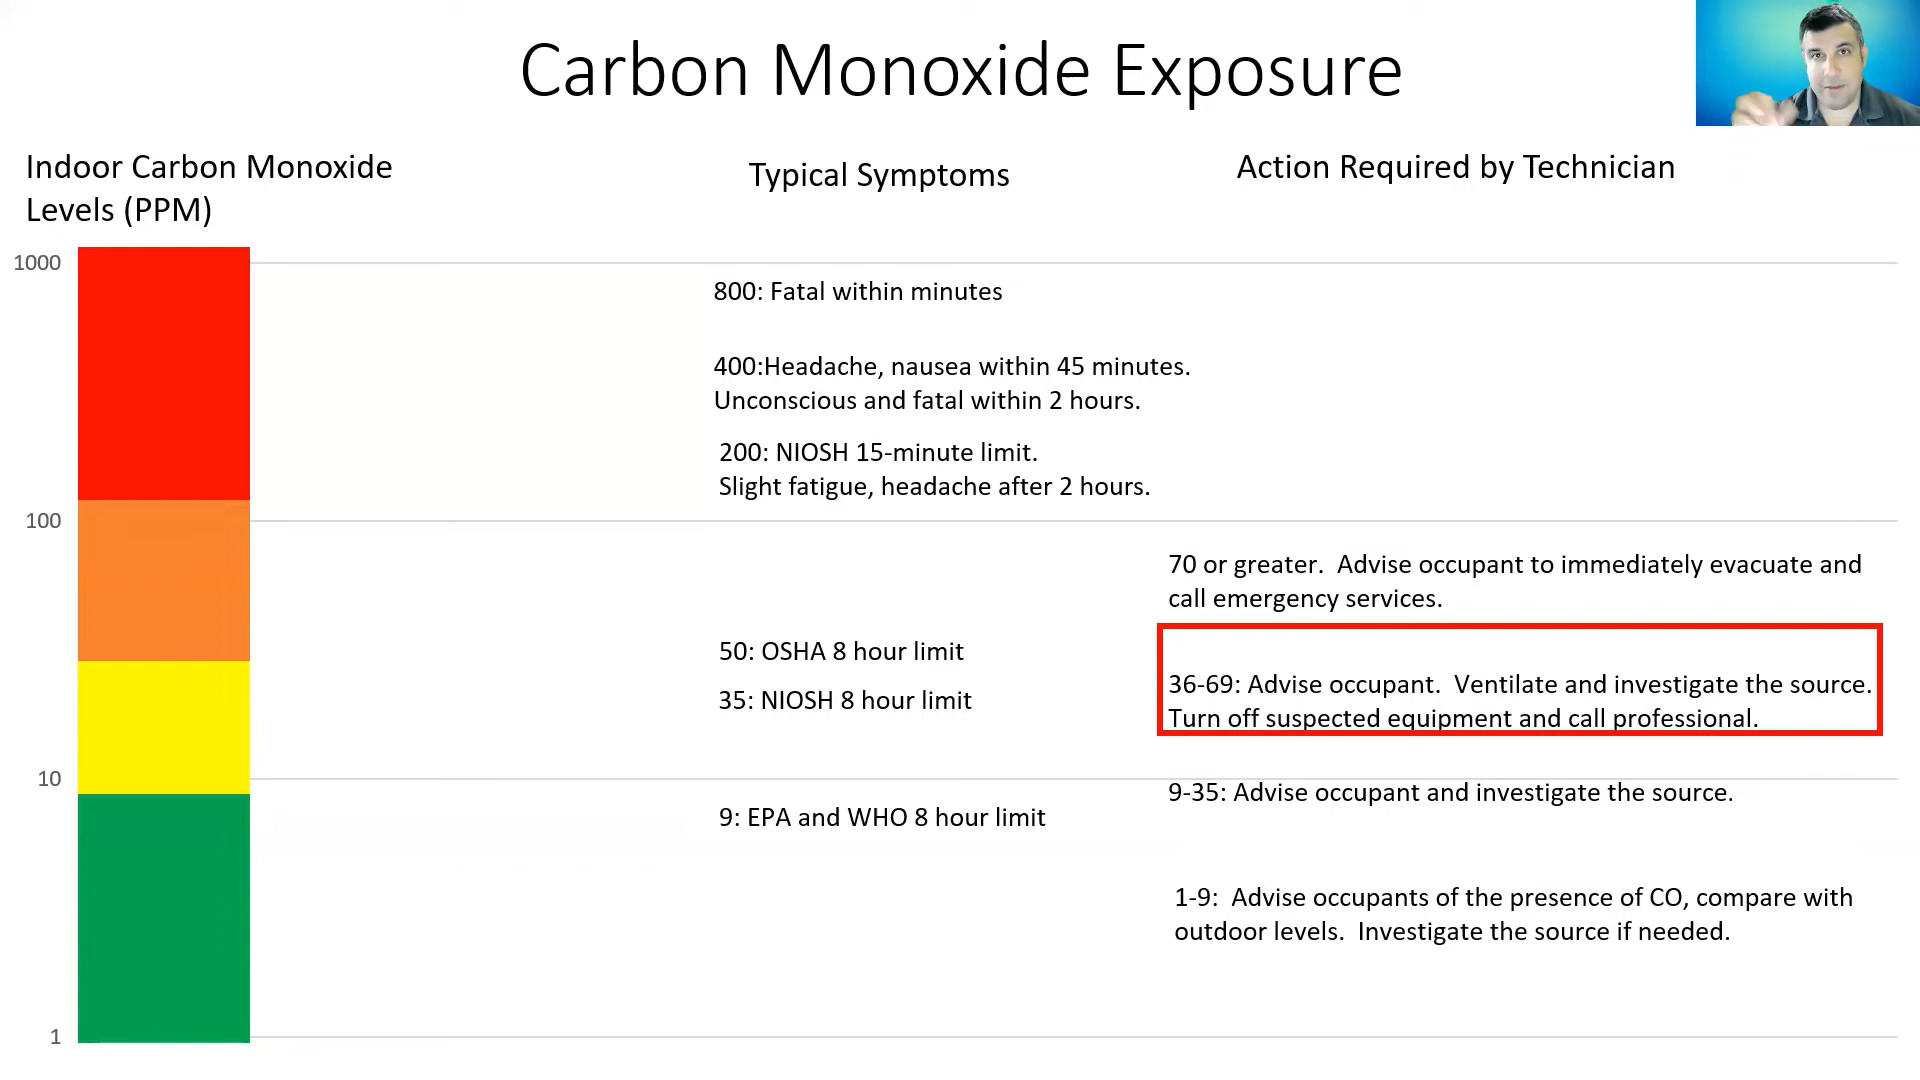 Carbon Monoxide Exposure
Indoor Carbon Monoxide
Levels (PPM)
Typical Symptoms
Action Required by Technician
1000
800: Fatal within minutes
400:Headache, nausea within 45 minutes.
Unconscious and fatal within 2 hours.
200: NIOSH 15-minute limit.
Slight fatigue, headache after 2 hours.
100
70 or greater.  Advise occupant to immediately evacuate and
call emergency services.
50: OSHA 8 hour limit
35: NIOSH 8 hour limit
36-69: Advise occupant.  Ventilate and investigate the source.
Turn off suspected equipment and call professional.
10
9-35: Advise occupant and investigate the source.
9: EPA and WHO 8 hour limit
1-9:  Advise occupants of the presence of CO, compare with
outdoor levels.  Investigate the source if needed.
1